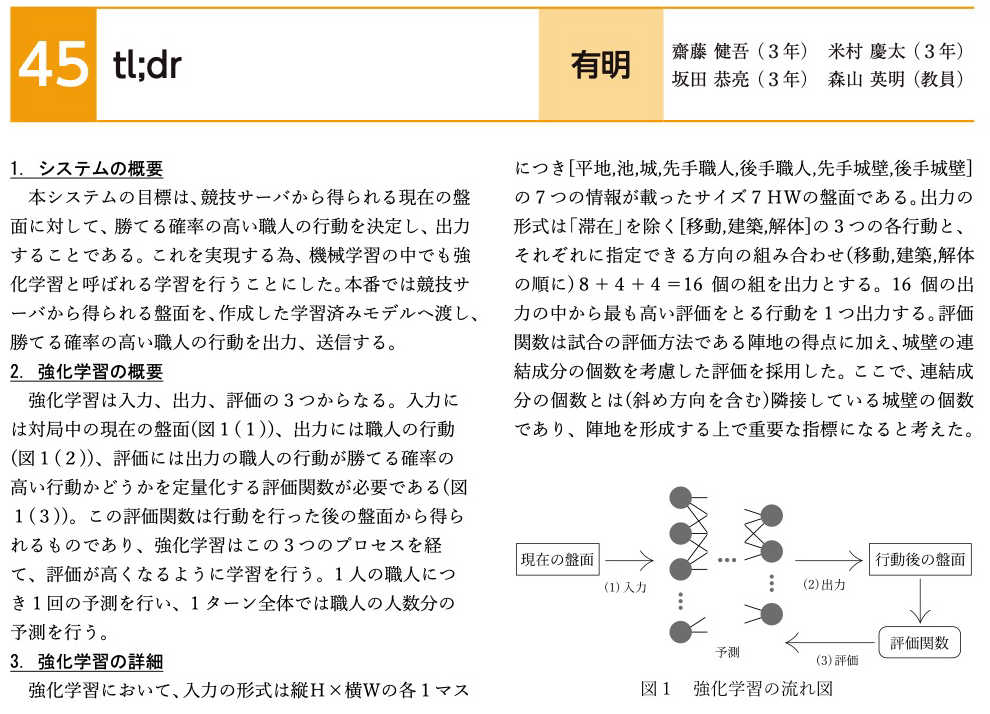 45
tl;dr
有明
齋藤 健吾（３年） 米村 慶太（３年）
坂田 恭亮（３年） 森山 英明（教員）
1. システムの概要
本システムの目標は、競技サーバから得られる現在の盤
面に対して、勝てる確率の高い職人の行動を決定し、出力
することである。これを実現する為、機械学習の中でも強
化学習と呼ばれる学習を行うことにした。本番では競技サ
ーバから得られる盤面を、作成した学習済みモデルへ渡し、
勝てる確率の高い職人の行動を出力、送信する。
2. 強化学習の概要
強化学習は入力、出力、評価の３つからなる。入力に
は対局中の現在の盤面(図１(１))、出力には職人の行動
(図１(２))、評価には出力の職人の行動が勝てる確率の
高い行動かどうかを定量化する評価関数が必要である(図
１(３))。この評価関数は行動を行った後の盤面から得ら
れるものであり、強化学習はこの３つのプロセスを経
て、評価が高くなるように学習を行う。１人の職人につ
き１回の予測を行い、１ターン全体では職人の人数分の
予測を行う。
3. 強化学習の詳細
強化学習において、入力の形式は縦Ｈ×横Ｗの各１マス
につき[平地,池,城,先手職人,後手職人,先手城壁,後手城壁]
の７つの情報が載ったサイズ７ＨＷの盤面である。出力の
形式は「滞在」を除く[移動,建築,解体]の３つの各行動と、
それぞれに指定できる方向の組み合わせ(移動,建築,解体
の順に)８＋４＋４＝16 個の組を出力とする。16 個の出
力の中から最も高い評価をとる行動を１つ出力する。評価
関数は試合の評価方法である陣地の得点に加え、城壁の連
結成分の個数を考慮した評価を採用した。ここで、連結成
分の個数とは(斜め方向を含む)隣接している城壁の個数
であり、陣地を形成する上で重要な指標になると考えた。
現在の盤面
(1)入力
…
(2)出力
行動後の盤面
評価関数
(3)評価
予測
図１ 強化学習の流れ図